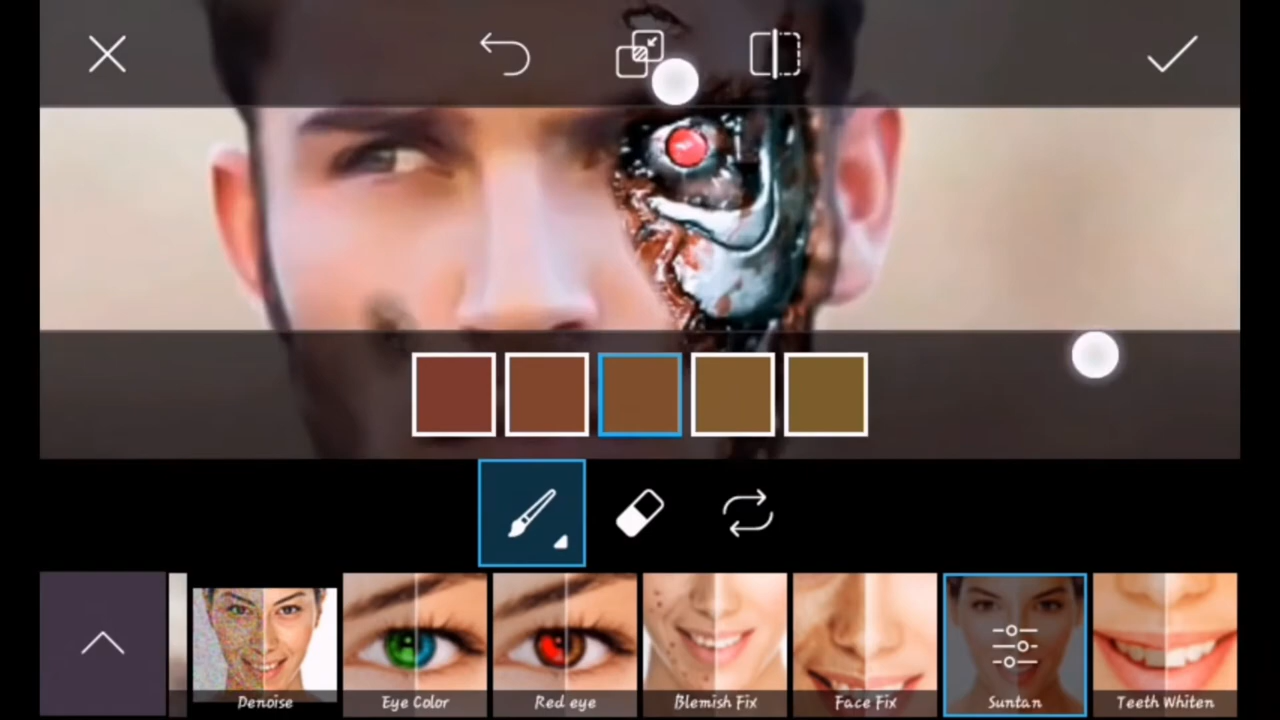 Denoise
Eye Color
Red eye
Blemish Fix
Face Fix
Suntan
Teeth Whiten